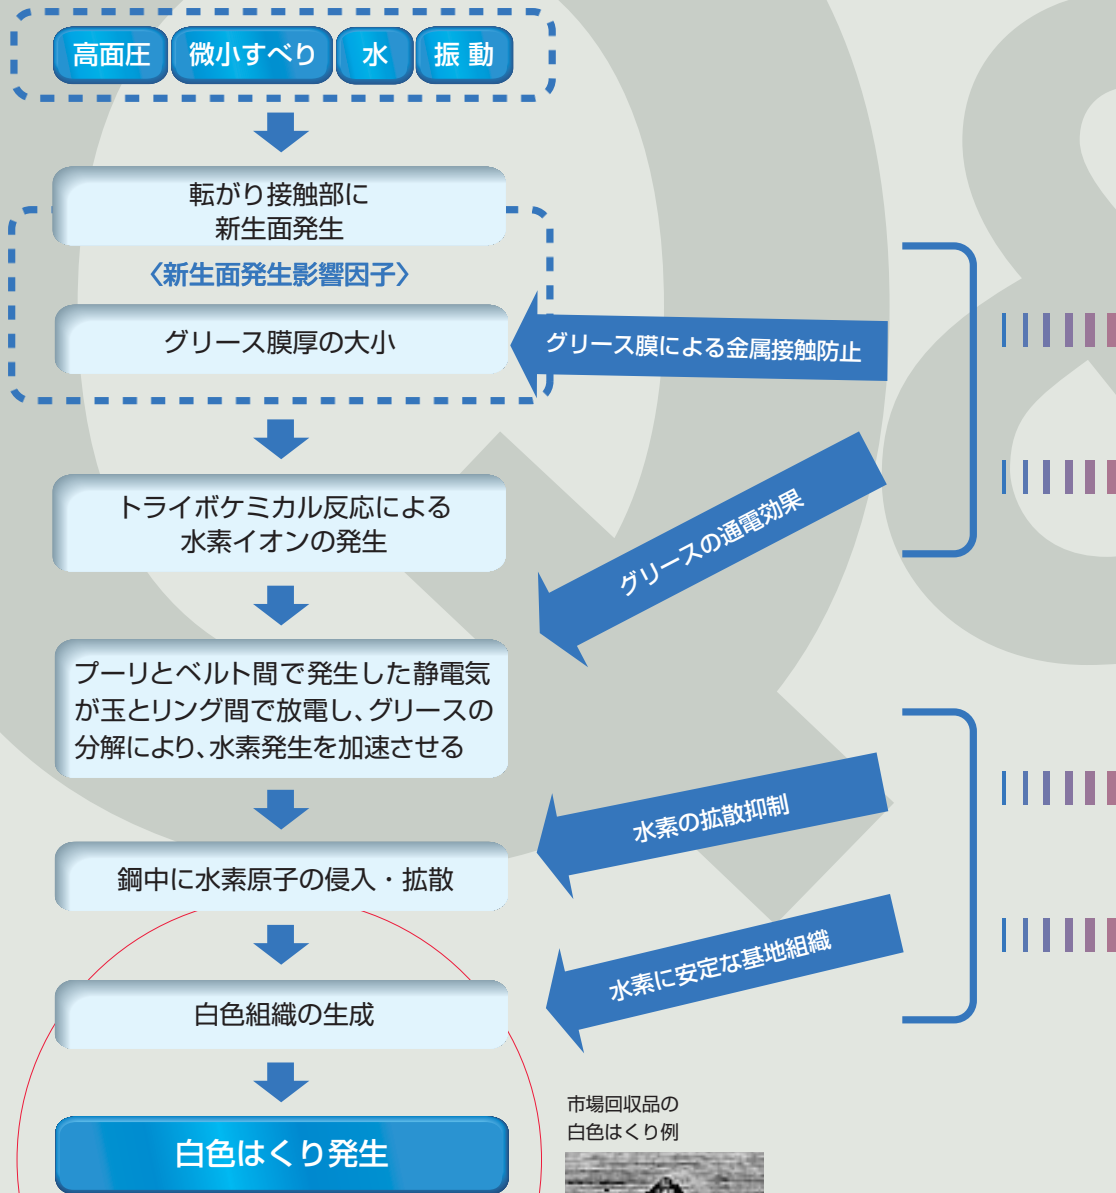 高面圧
微小すべり
水
振動
転がり接触部に
新生面発生
〈新生面発生影響因子〉
グリース膜厚の大小
グリース膜による金属接触防止
トライボケミカル反応による
水素イオンの発生
グリースの通電効果
プーリとベルト間で発生した静電気
が玉とリング間で放電し、グリースの
分解により、水素発生を加速させる
水素の拡散抑制
鋼中に水素原子の侵入・拡散
水素に安定な基地組織
白色組織の生成
白色はくり発生
市場回収品の
白色はくり例